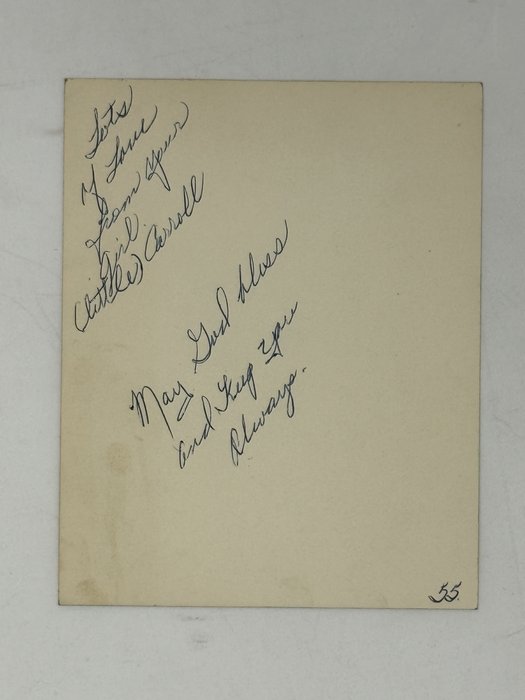 Lots
of Love
from your
Girl.
(Little) Carroll
May God bless
and Keep you
Always.
55